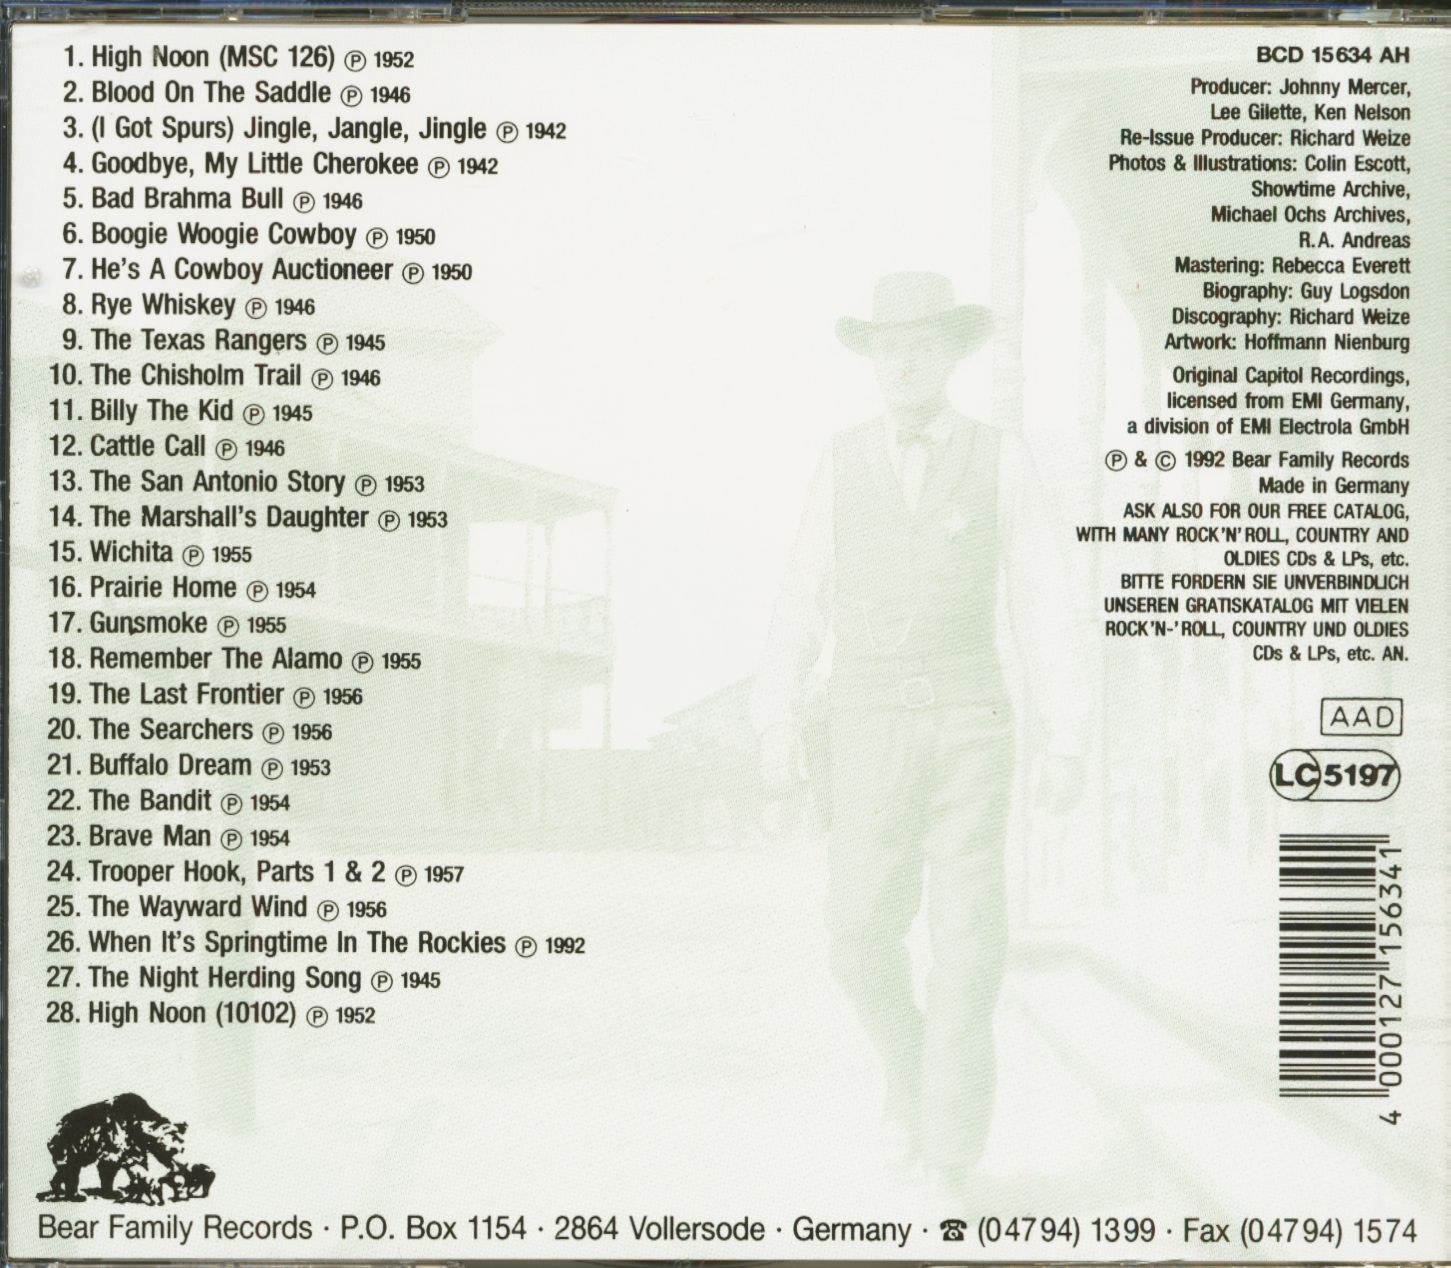 1. High Noon (MSC 126) ℗ 1952
2. Blood On The Saddle ℗ 1946
3. (I Got Spurs) Jingle, Jangle, Jingle ℗ 1942
4. Goodbye, My Little Cherokee ℗ 1942
5. Bad Brahma Bull ℗ 1946
6. Boogie Woogie Cowboy ℗ 1950
7. He's A Cowboy Auctioneer ℗ 1950
8. Rye Whiskey ℗ 1946
9. The Texas Rangers ℗ 1945
10. The Chisholm Trail ℗ 1946
11. Billy The Kid ℗ 1945
12. Cattle Call ℗ 1946
13. The San Antonio Story ℗ 1953
14. The Marshall's Daughter ℗ 1953
15. Wichita ℗ 1955
16. Prairie Home ℗ 1954
17. Gunsmoke ℗ 1955
18. Remember The Alamo ℗ 1955
19. The Last Frontier ℗ 1956
20. The Searchers ℗ 1956
21. Buffalo Dream ℗ 1953
22. The Bandit ℗ 1954
23. Brave Man ℗ 1954
24. Trooper Hook, Parts 1 & 2 ℗ 1957
25. The Wayward Wind ℗ 1956
26. When It's Springtime In The Rockies ℗ 1992
27. The Night Herding Song ℗ 1945
28. High Noon (10102) ℗ 1952
BCD 15634 AH
Producer: Johnny Mercer,
Lee Gilette, Ken Nelson
Re-Issue Producer: Richard Weize
Photos & Illustrations: Colin Escott,
Showtime Archive,
Michael Ochs Archives,
R.A. Andreas
Mastering: Rebecca Everett
Biography: Guy Logsdon
Discography: Richard Weize
Artwork: Hoffmann Nienburg
Original Capitol Recordings,
licensed from EMI Germany,
a division of EMI Electrola GmbH
℗ & © 1992 Bear Family Records
Made in Germany
ASK ALSO FOR OUR FREE CATALOG,
WITH MANY ROCK'N'ROLL, COUNTRY AND
OLDIES CDs & LPs, etc.
BITTE FORDERN SIE UNVERBINDLICH
UNSEREN GRATISKATALOG MIT VIELEN
ROCK'N-'ROLL, COUNTRY UND OLDIES
CDs & LPs, etc. AN.
AAD
LC 5197
4 000127 156341
Bear Family Records · P.O. Box 1154 · 2864 Vollersode · Germany · ☎ (04794) 1399 · Fax (04794) 1574